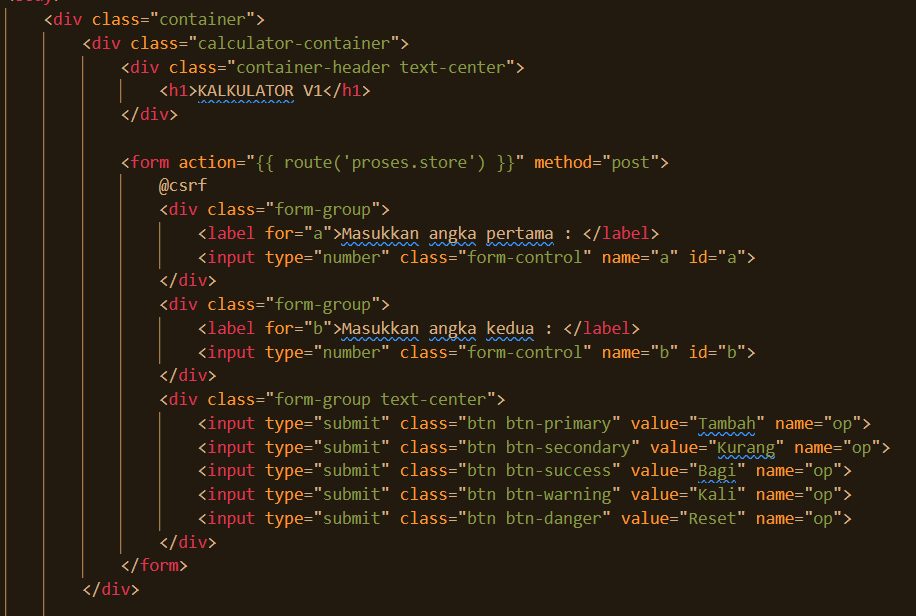 <div class="container">
<div class="calculator-container">
<div class="container-header text-center">
<h1>KALKULATOR V1</h1>
</div>
<form action="{{ route('proses.store') }}" method="post">
@csrf
<div class="form-group">
<label for="a">Masukkan angka pertama : </label>
<input type="number" class="form-control" name="a" id="a">
</div>
<div class="form-group">
<label for="b">Masukkan angka kedua : </label>
<input type="number" class="form-control" name="b" id="b">
</div>
<div class="form-group text-center">
<input type="submit" class="btn btn-primary" value="Tambah" name="op">
<input type="submit" class="btn btn-secondary" value="Kurang" name="op">
<input type="submit" class="btn btn-success" value="Bagi" name="op">
<input type="submit" class="btn btn-warning" value="Kali" name="op">
<input type="submit" class="btn btn-danger" value="Reset" name="op">
</div>
</form>
</div>